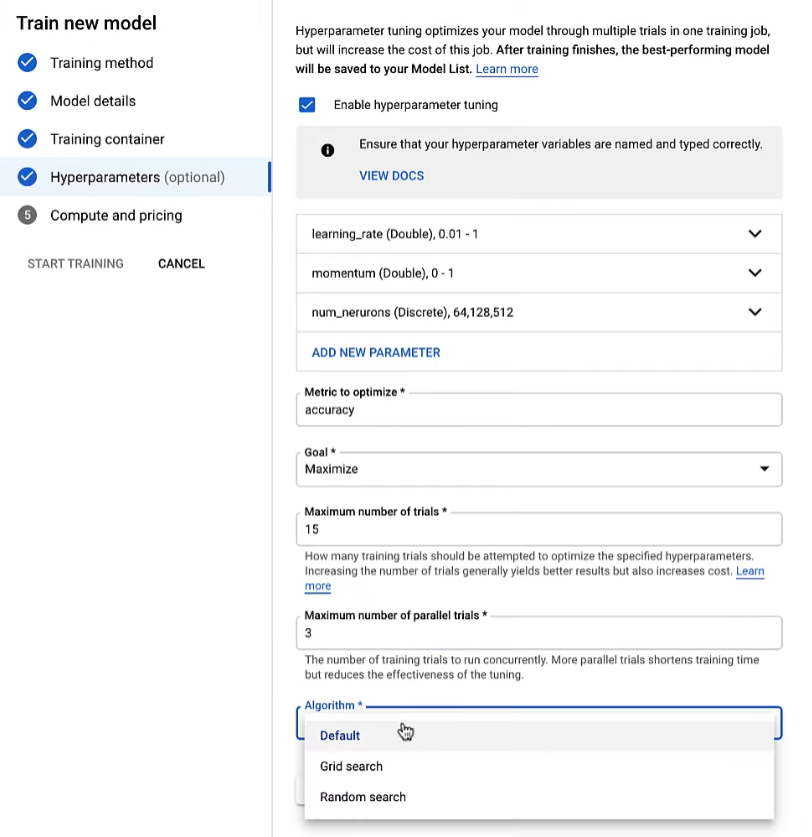 Train new model
Training method
Model details
Training container
Hyperparameters (optional)
5 Compute and pricing
START TRAINING CANCEL
Hyperparameter tuning optimizes your model through multiple trials in one training job,
but will increase the cost of this job. After training finishes, the best-performing model
will be saved to your Model List. Learn more
Enable hyperparameter tuning
Ensure that your hyperparameter variables are named and typed correctly.
VIEW DOCS
learning_rate (Double), 0.01 - 1
momentum (Double), 0 - 1
num_nerurons (Discrete), 64,128,512
ADD NEW PARAMETER
Metric to optimize *
accuracy
Goal *
Maximize
Maximum number of trials *
15
How many training trials should be attempted to optimize the specified hyperparameters.
Increasing the number of trials generally yields better results but also increases cost. Learn
more
Maximum number of parallel trials *
3
The number of training trials to run concurrently. More parallel trials shortens training time
but reduces the effectiveness of the tuning.
Algorithm *
Default
Grid search
Random search